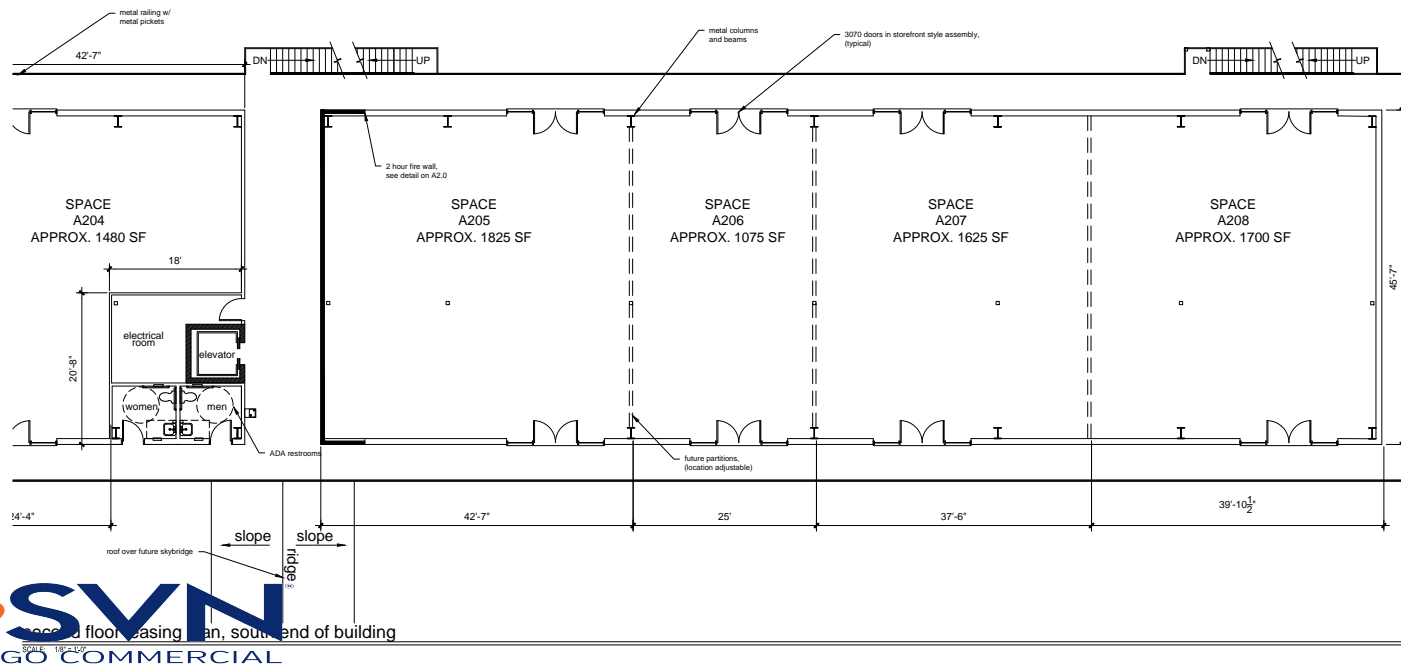 metal railing w/
metal pickets
42'-7"
DN
UP
metal columns
and beams
3070 doors in storefront style assembly,
(typical)
DN
UP
2 hour fire wall,
see detail on A2.0
SPACE
A204
APPROX. 1480 SF
SPACE
A205
APPROX. 1825 SF
SPACE
A206
APPROX. 1075 SF
SPACE
A207
APPROX. 1625 SF
SPACE
A208
APPROX. 1700 SF
18'
45'-7"
20'-8"
electrical
room
elevator
women
men
ADA restrooms
future partitions,
(location adjustable)
24'-4"
42'-7"
25'
37'-6"
39'-10 1/2"
slope
slope
roof over future skybridge
ridge
SVN
floor easing an, south end of building
SCALE: 1/8" = 1'-0"
GO COMMERCIAL